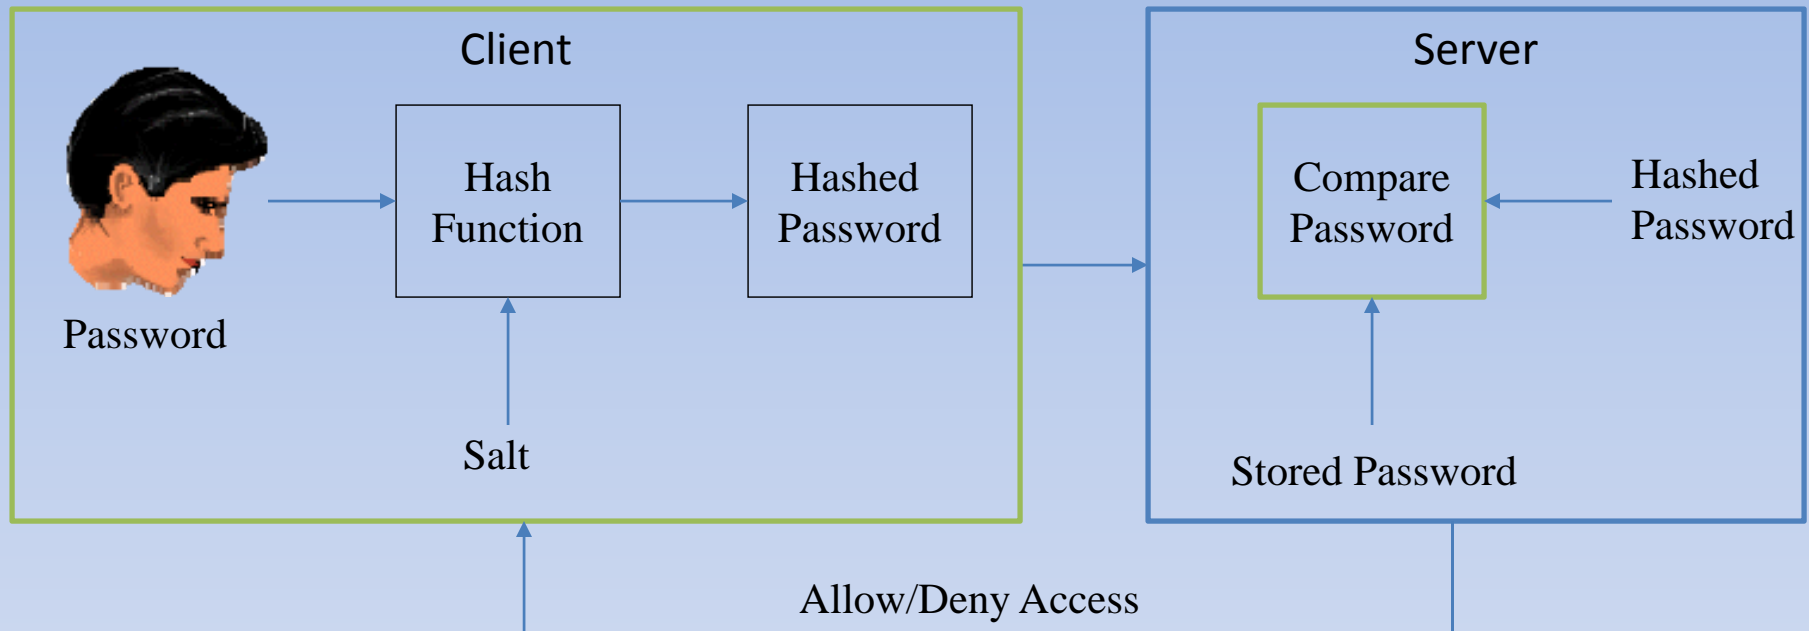 Client
Password
Hash
Function
Hashed
Password
Salt
Server
Compare
Password
Hashed
Password
Stored Password
Allow/Deny Access